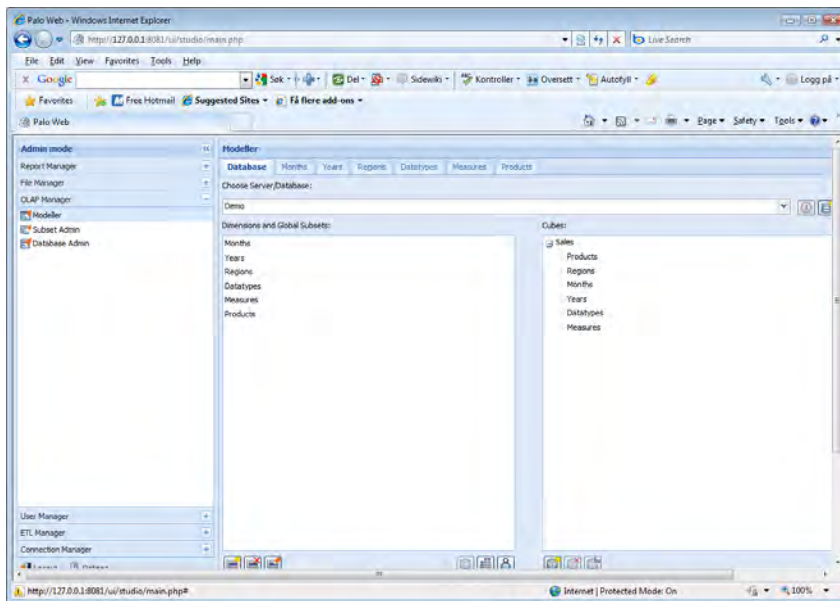 Palo Web - Windows Internet Explorer
http://127.0.0.1:8081/ui/studio/main.php
Live Search
File Edit View Favorites Tools Help
x Google Søk Del Sidewiki Kontroller Oversett Autofyll Logg på
Favorites Free Hotmail Suggested Sites Få flere add-ons
Palo Web Page Safety Tools
Admin mode
Report Manager
File Manager
OLAP Manager
Modeller
Subset Admin
Database Admin
User Manager
ETL Manager
Connection Manager
Modeller
Database Months Years Regions Datatypes Measures Products
Choose Server/Database:
Demo
Dimensions and Global Subsets:
Months
Years
Regions
Datatypes
Measures
Products
Cubes:
Sales
Products
Regions
Months
Years
Datatypes
Measures
http://127.0.0.1:8081/ui/studio/main.php#
Internet | Protected Mode: On
100%